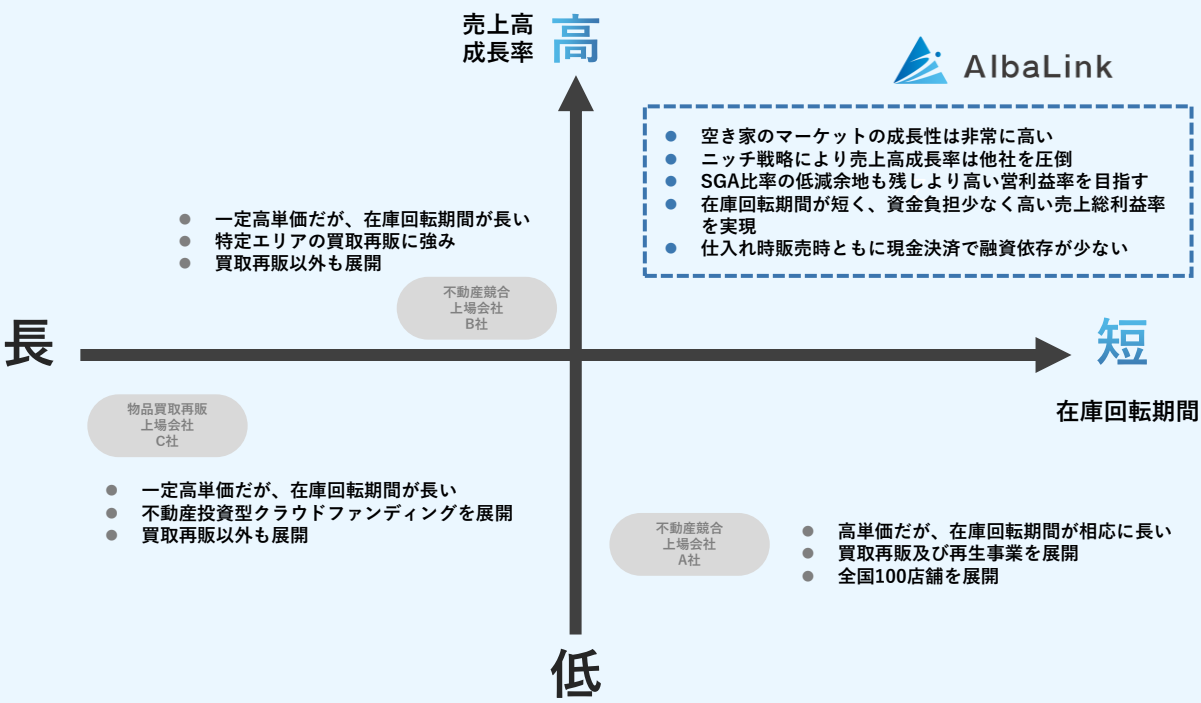 売上高
成長率
高
AlbaLink
空き家のマーケットの成長性は非常に高い
ニッチ戦略により売上高成長率は他社を圧倒
SGA比率の低減余地も残しより高い営利益率を目指す
在庫回転期間が短く、資金負担少なく高い売上総利益率
を実現
仕入れ時販売時ともに現金決済で融資依存が少ない
一定高単価だが、在庫回転期間が長い
特定エリアの買取再販に強み
買取再販以外も展開
不動産競合
上場会社
B社
長
短
在庫回転期間
物品買取再販
上場会社
C社
一定高単価だが、在庫回転期間が長い
不動産投資型クラウドファンディングを展開
買取再販以外も展開
不動産競合
上場会社
A社
高単価だが、在庫回転期間が相応に長い
買取再販及び再生事業を展開
全国100店舗を展開
低